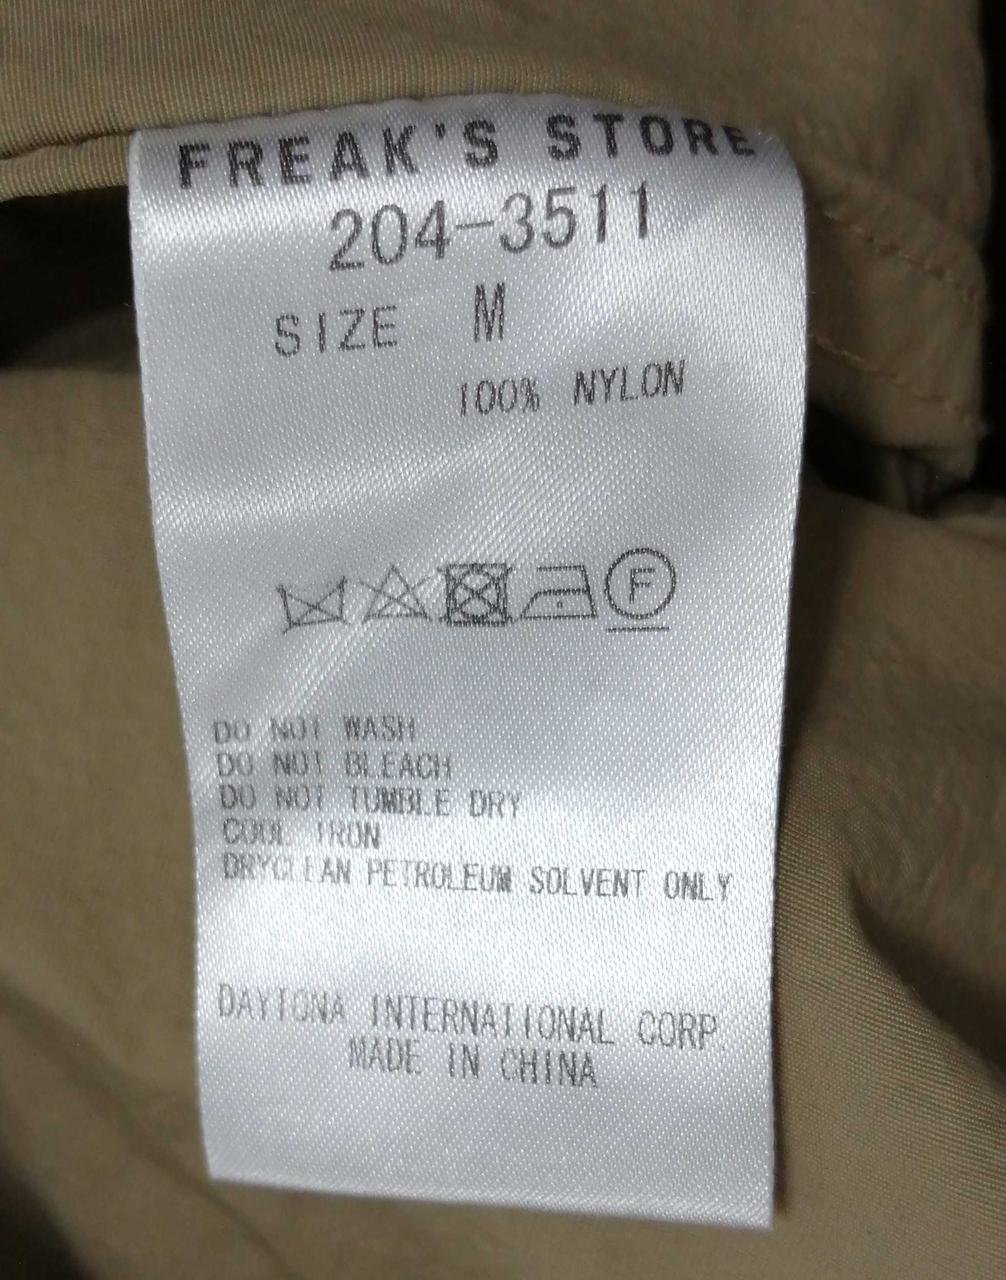 FREAK'S STORE
204-3511
SIZE M
100% NYLON
F
DO NOT WASH
DO NOT BLEACH
DO NOT TUMBLE DRY
COOL IRON
DRYCLEAN PETROLEUM SOLVENT ONLY
DAYTONA INTERNATIONAL CORP.
MADE IN CHINA